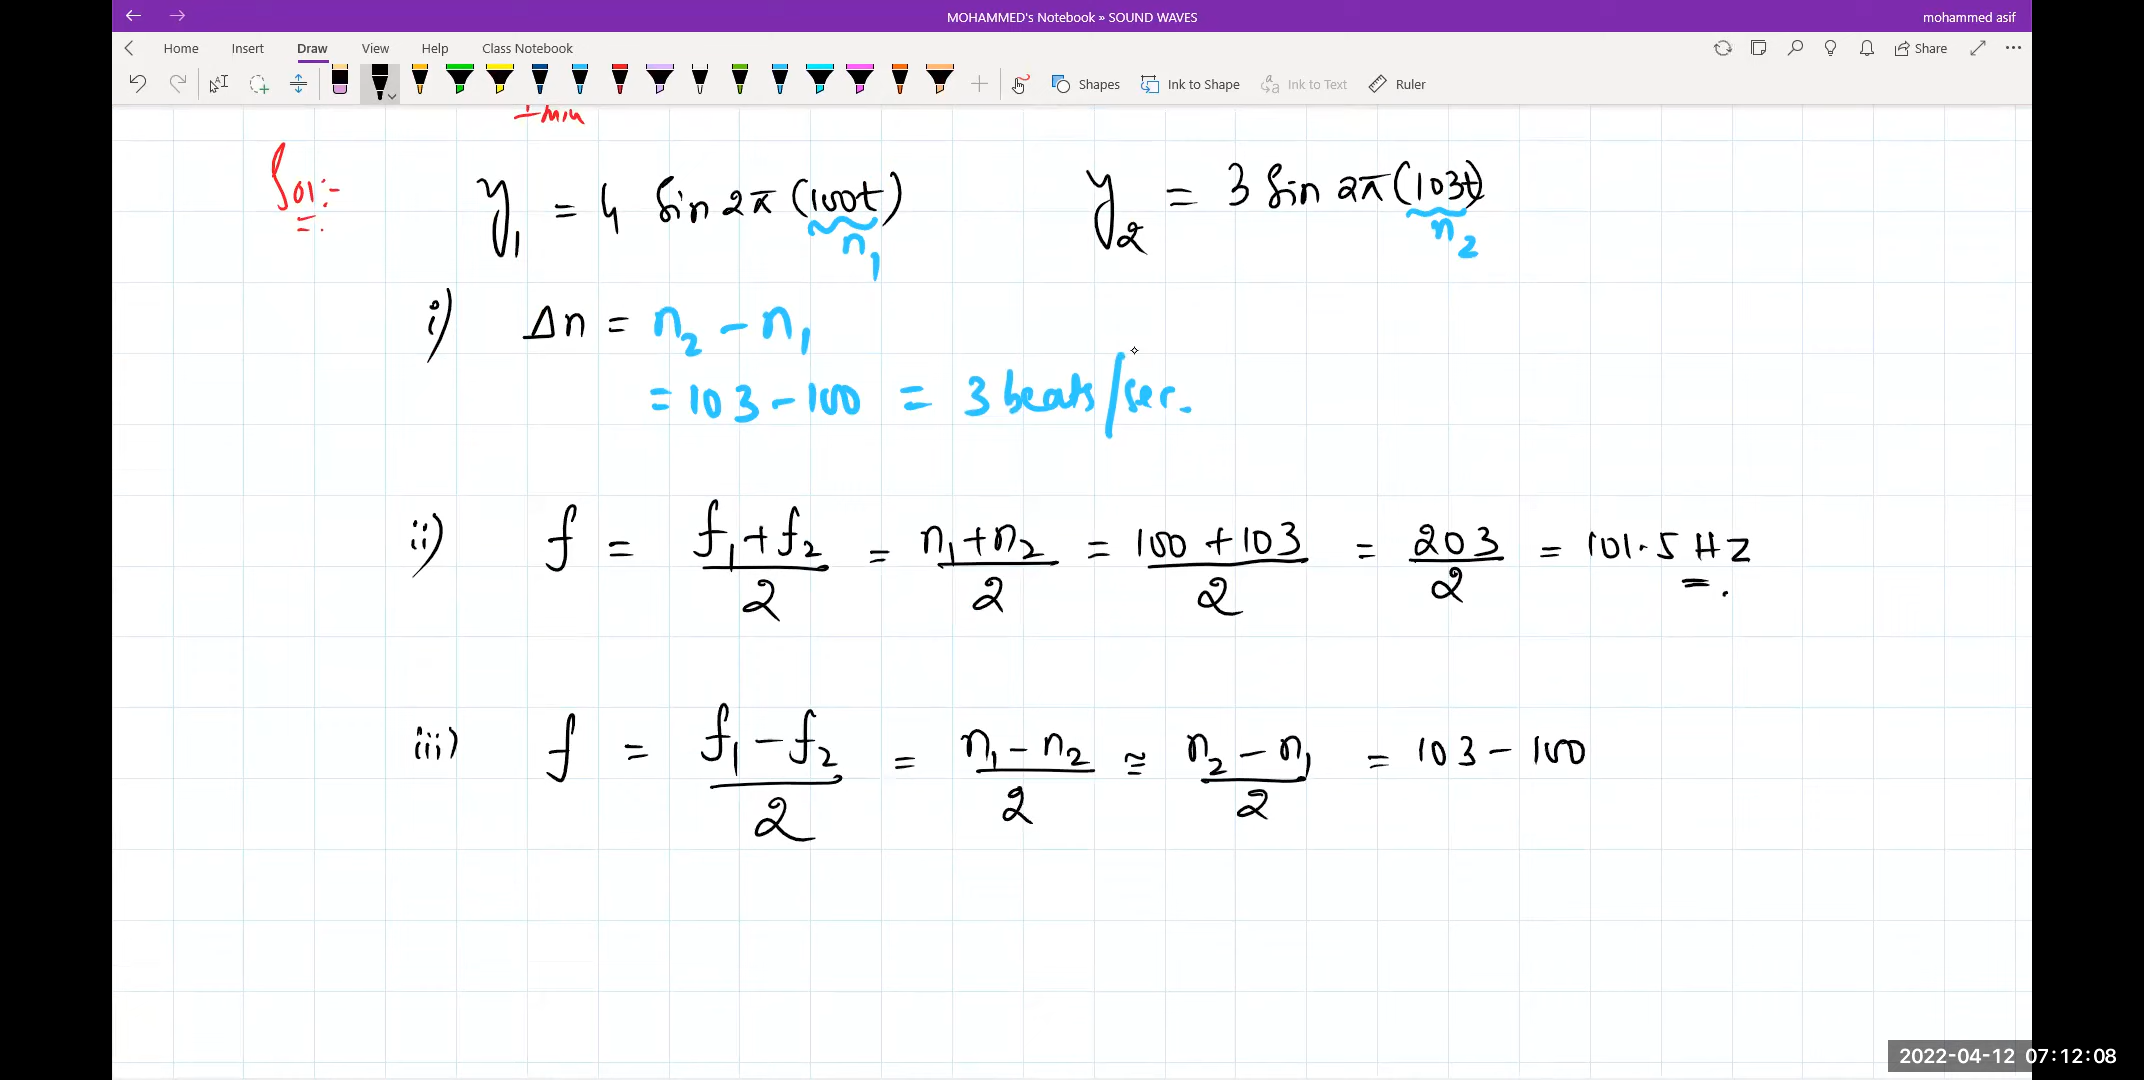 MOHAMMED's Notebook » SOUND WAVES
mohammed asif
Home Insert Draw View Help Class Notebook
Share
Shapes Ink to Shape Ink to Text Ruler
Sol:-
y₁ = 4 Sin 2π (100t) y₂ = 3 Sin 2π (103t)
n₁ n₂
i) Δn = n₂ - n₁
= 103 - 100 = 3 beats/sec.
ii) f = (f₁ + f₂)/2 = (n₁ + n₂)/2 = (100 + 103)/2 = 203/2 = 101.5 HZ
iii) f = (f₁ - f₂)/2 = (n₁ - n₂)/2 ≅ (n₂ - n₁)/2 = 103 - 100
2022-04-12 07:12:08